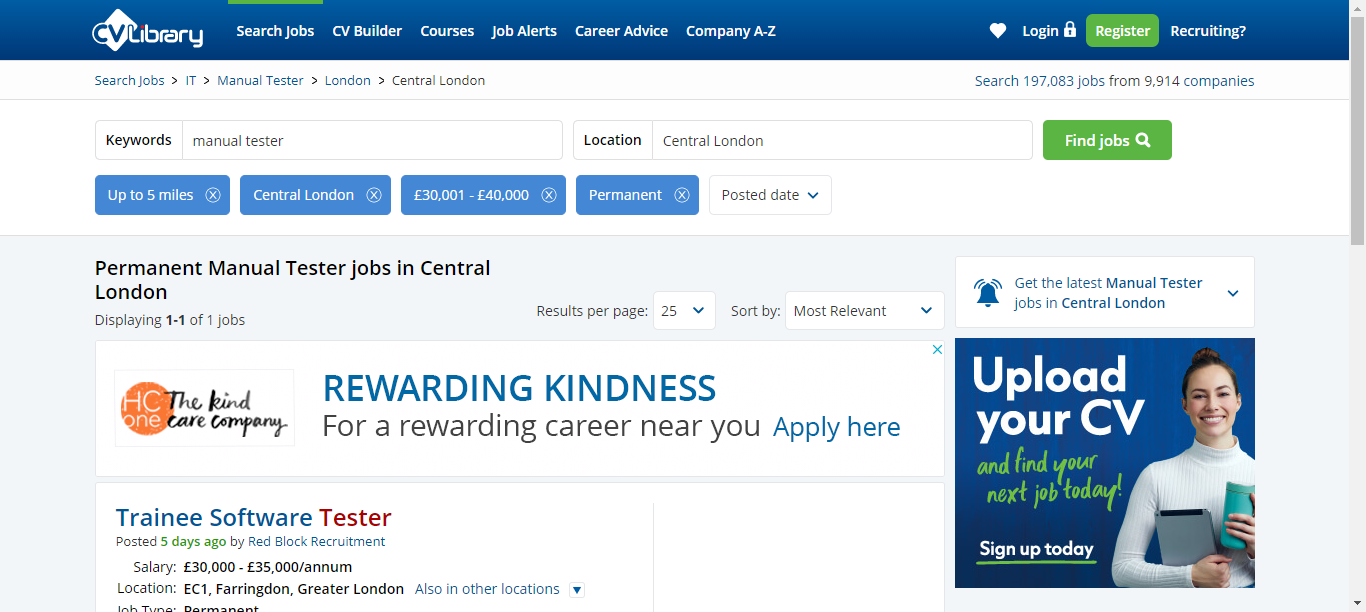 CVLibrary
Search Jobs CV Builder Courses Job Alerts Career Advice Company A-Z Login Register Recruiting?
Search Jobs > IT > Manual Tester > London > Central London
Search 197,083 jobs from 9,914 companies
Keywords manual tester Location Central London Find jobs
Up to 5 miles Central London £30,001 - £40,000 Permanent Posted date
Permanent Manual Tester jobs in Central
London
Displaying 1-1 of 1 jobs
Results per page: 25 Sort by: Most Relevant
Get the latest Manual Tester
jobs in Central London
HC
one
The kind
care company
REWARDING KINDNESS
For a rewarding career near you Apply here
Upload
your CV
and find your
next job today!
Sign up today
Trainee Software Tester
Posted 5 days ago by Red Block Recruitment
Salary: £30,000 - £35,000/annum
Location: EC1, Farringdon, Greater London Also in other locations
Job Type: Permanent